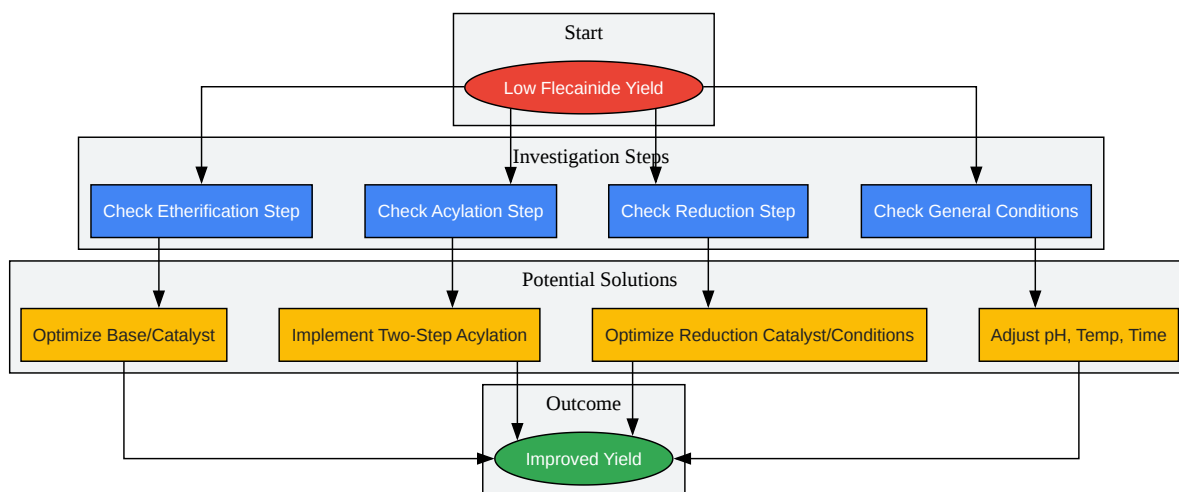 Start
Low Flecainide Yield
Investigation Steps
Check Etherification Step
Check Acylation Step
Check Reduction Step
Check General Conditions
Potential Solutions
Optimize Base/Catalyst
Implement Two-Step Acylation
Optimize Reduction Catalyst/Conditions
Adjust pH, Temp, Time
Outcome
Improved Yield